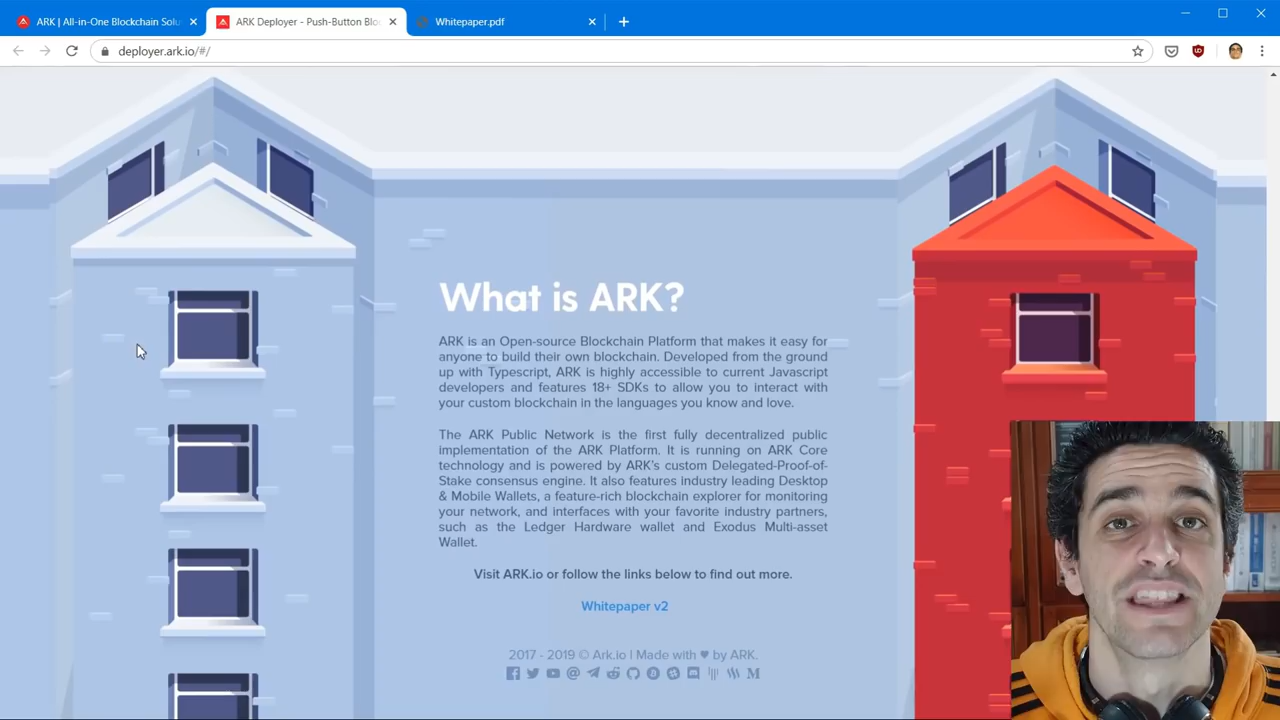 ARK | All-in-One Blockchain Solu
ARK Deployer - Push-Button Bloc
Whitepaper.pdf
deployer.ark.io/#/
What is ARK?
ARK is an Open-source Blockchain Platform that makes it easy for
anyone to build their own blockchain. Developed from the ground
up with Typescript, ARK is highly accessible to current Javascript
developers and features 18+ SDKs to allow you to interact with
your custom blockchain in the languages you know and love.
The ARK Public Network is the first fully decentralized public
implementation of the ARK Platform. It is running on ARK Core
technology and is powered by ARK's custom Delegated-Proof-of-
Stake consensus engine. It also features industry leading Desktop
& Mobile Wallets, a feature-rich blockchain explorer for monitoring
your network, and interfaces with your favorite industry partners,
such as the Ledger Hardware wallet and Exodus Multi-asset
Wallet.
Visit ARK.io or follow the links below to find out more.
Whitepaper v2
2017 - 2019 © Ark.io | Made with ♥ by ARK.